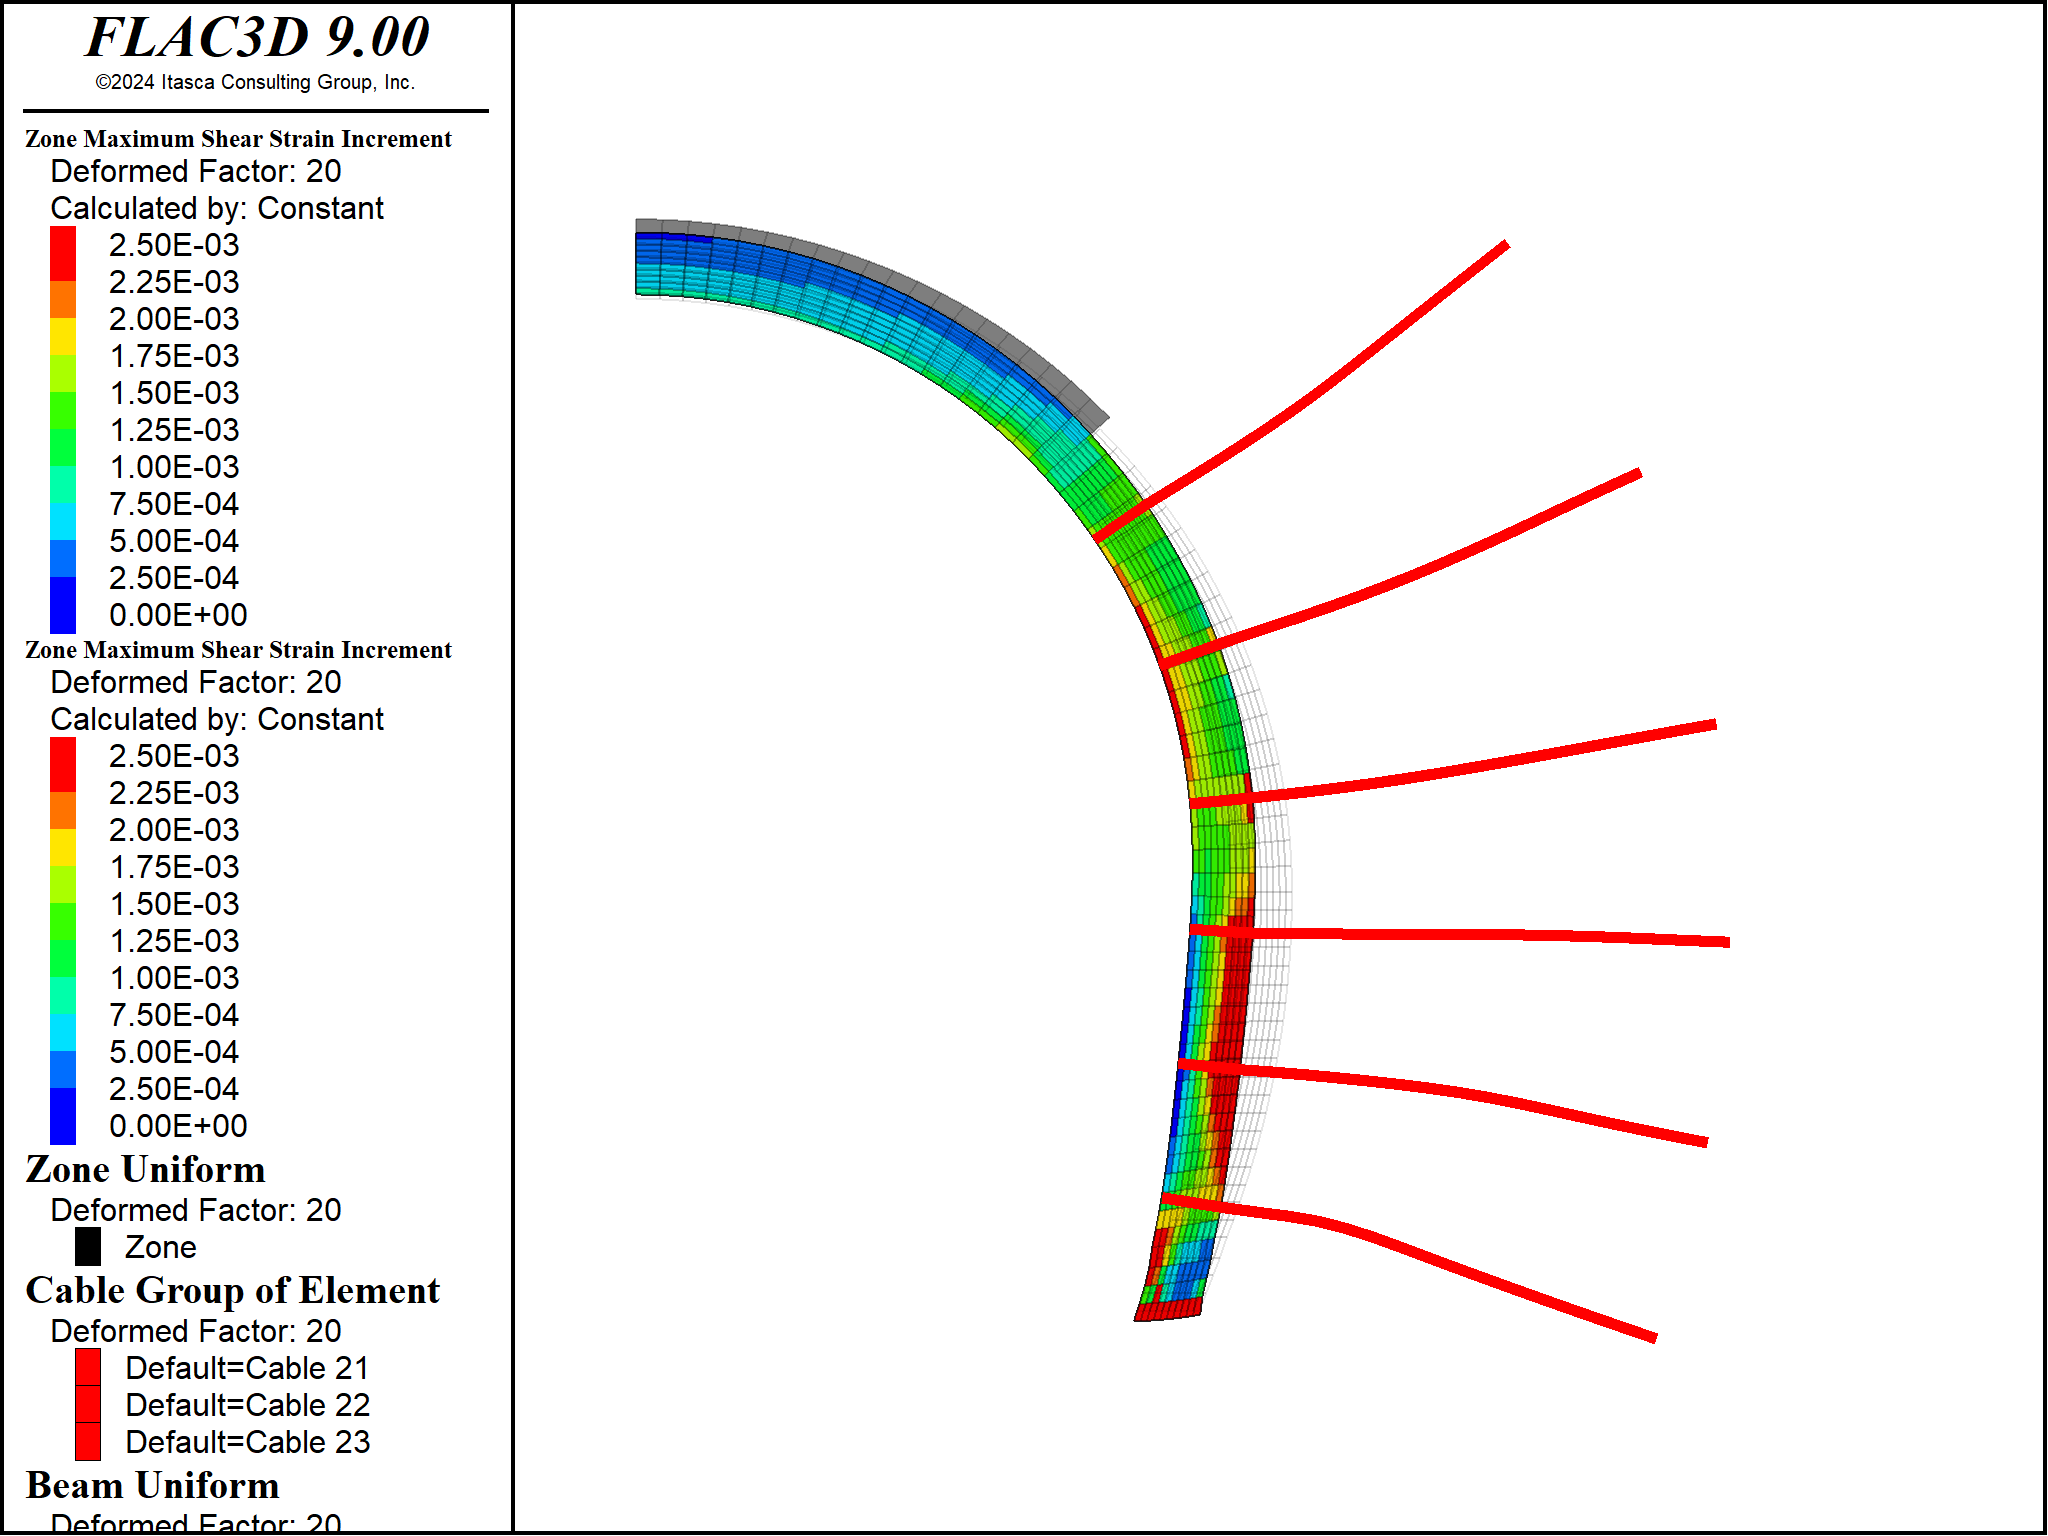 FLAC3D 9.00
©2024 Itasca Consulting Group, Inc.
Zone Maximum Shear Strain Increment
Deformed Factor: 20
Calculated by: Constant
2.50E-03
2.25E-03
2.00E-03
1.75E-03
1.50E-03
1.25E-03
1.00E-03
7.50E-04
5.00E-04
2.50E-04
0.00E+00
Zone Maximum Shear Strain Increment
Deformed Factor: 20
Calculated by: Constant
2.50E-03
2.25E-03
2.00E-03
1.75E-03
1.50E-03
1.25E-03
1.00E-03
7.50E-04
5.00E-04
2.50E-04
0.00E+00
Zone Uniform
Deformed Factor: 20
Zone
Cable Group of Element
Deformed Factor: 20
Default=Cable 21
Default=Cable 22
Default=Cable 23
Beam Uniform
Deformed Factor: 20